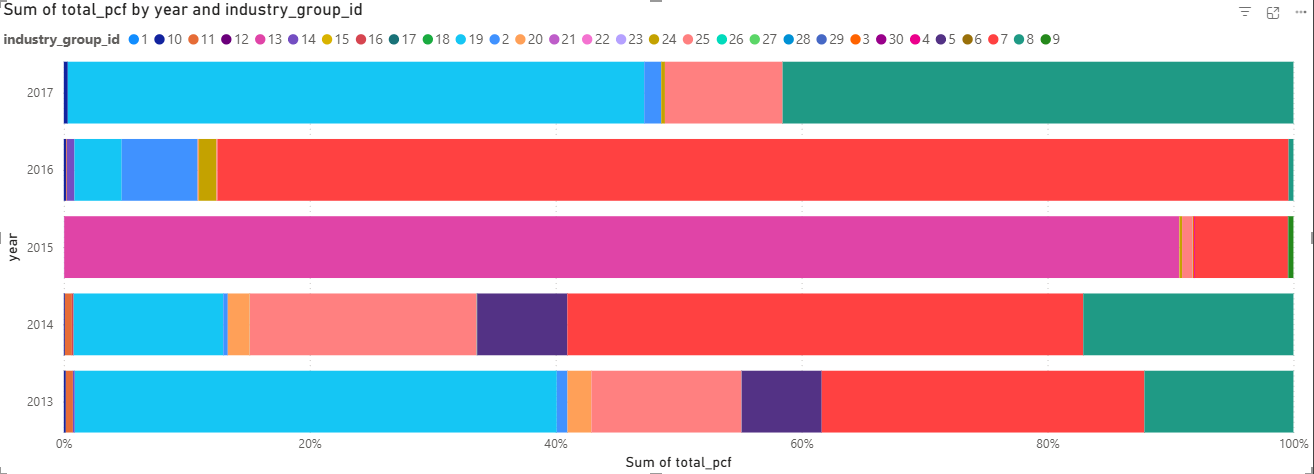 Sum of total_pcf by year and industry_group_id
industry_group_id 1 10 11 12 13 14 15 16 17 18 19 2 20 21 22 23 24 25 26 27 28 29 3 30 4 5 6 7 8 9
2017
2016
2015
2014
2013
year
0% 20% 40% 60% 80% 100%
Sum of total_pcf